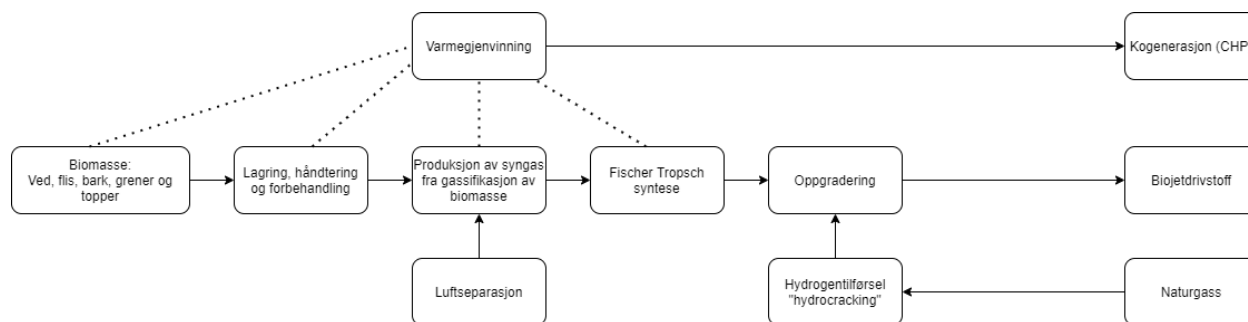 Varmegjenvinning
Kogenerasjon (CHP
Biomasse:
Ved, flis, bark, grener og
topper
Lagring, håndtering
og forbehandling
Produksjon av syngas
fra gassifikasjon av
biomasse
Fischer Tropsch
syntese
Oppgradering
Biojetdrivstoff
Luftseparasjon
Hydrogentilførsel
"hydrocracking"
Naturgass